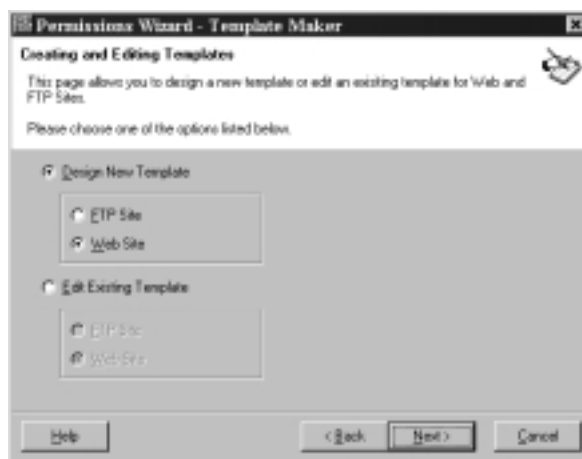 Permissions Wizard - Template Maker
Creating and Editing Templates
This page allows you to design a new template or edit an existing template for Web and
FTP Sites.
Please choose one of the options listed below.
Design New Template
FTP Site
Web Site
Edit Existing Template
FTP Site
Web Site
Help
< Back
Next >
Cancel